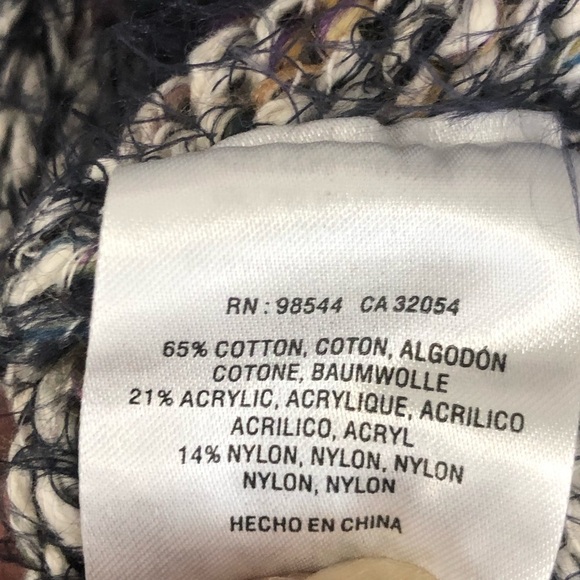 RN: 98544 CA 32054
65% COTTON, COTON, ALGODÓN
COTONE, BAUMWOLLE
21% ACRYLIC, ACRYLIQUE, ACRILICO
ACRILICO, ACRYL
14% NYLON, NYLON, NYLON
NYLON, NYLON
HECHO EN CHINA